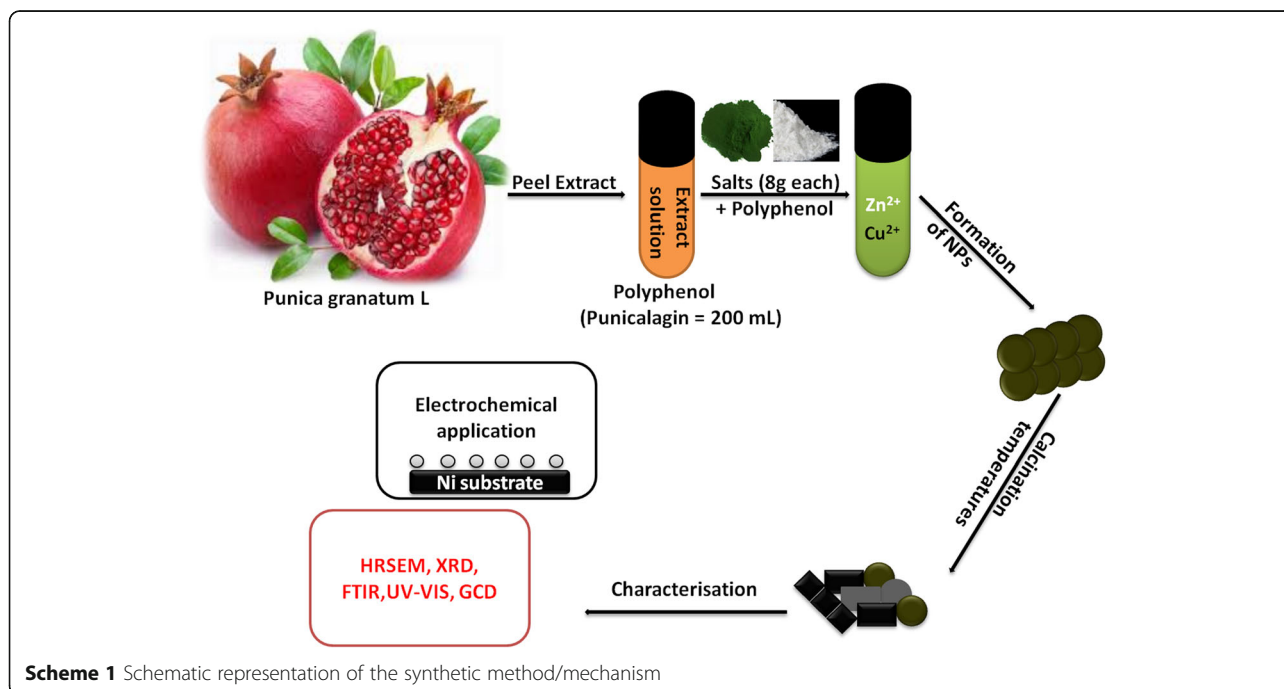 Punica granatum L
Peel Extract
Extract
solution
Polyphenol
(Punicalagin = 200 mL)
Salts (8g each)
+ Polyphenol
Zn²⁺
Cu²⁺
Formation
of NPs
Calcination
temperatures
Characterisation
HRSEM, XRD,
FTIR,UV-VIS, GCD
Electrochemical
application
Ni substrate
Scheme 1 Schematic representation of the synthetic method/mechanism